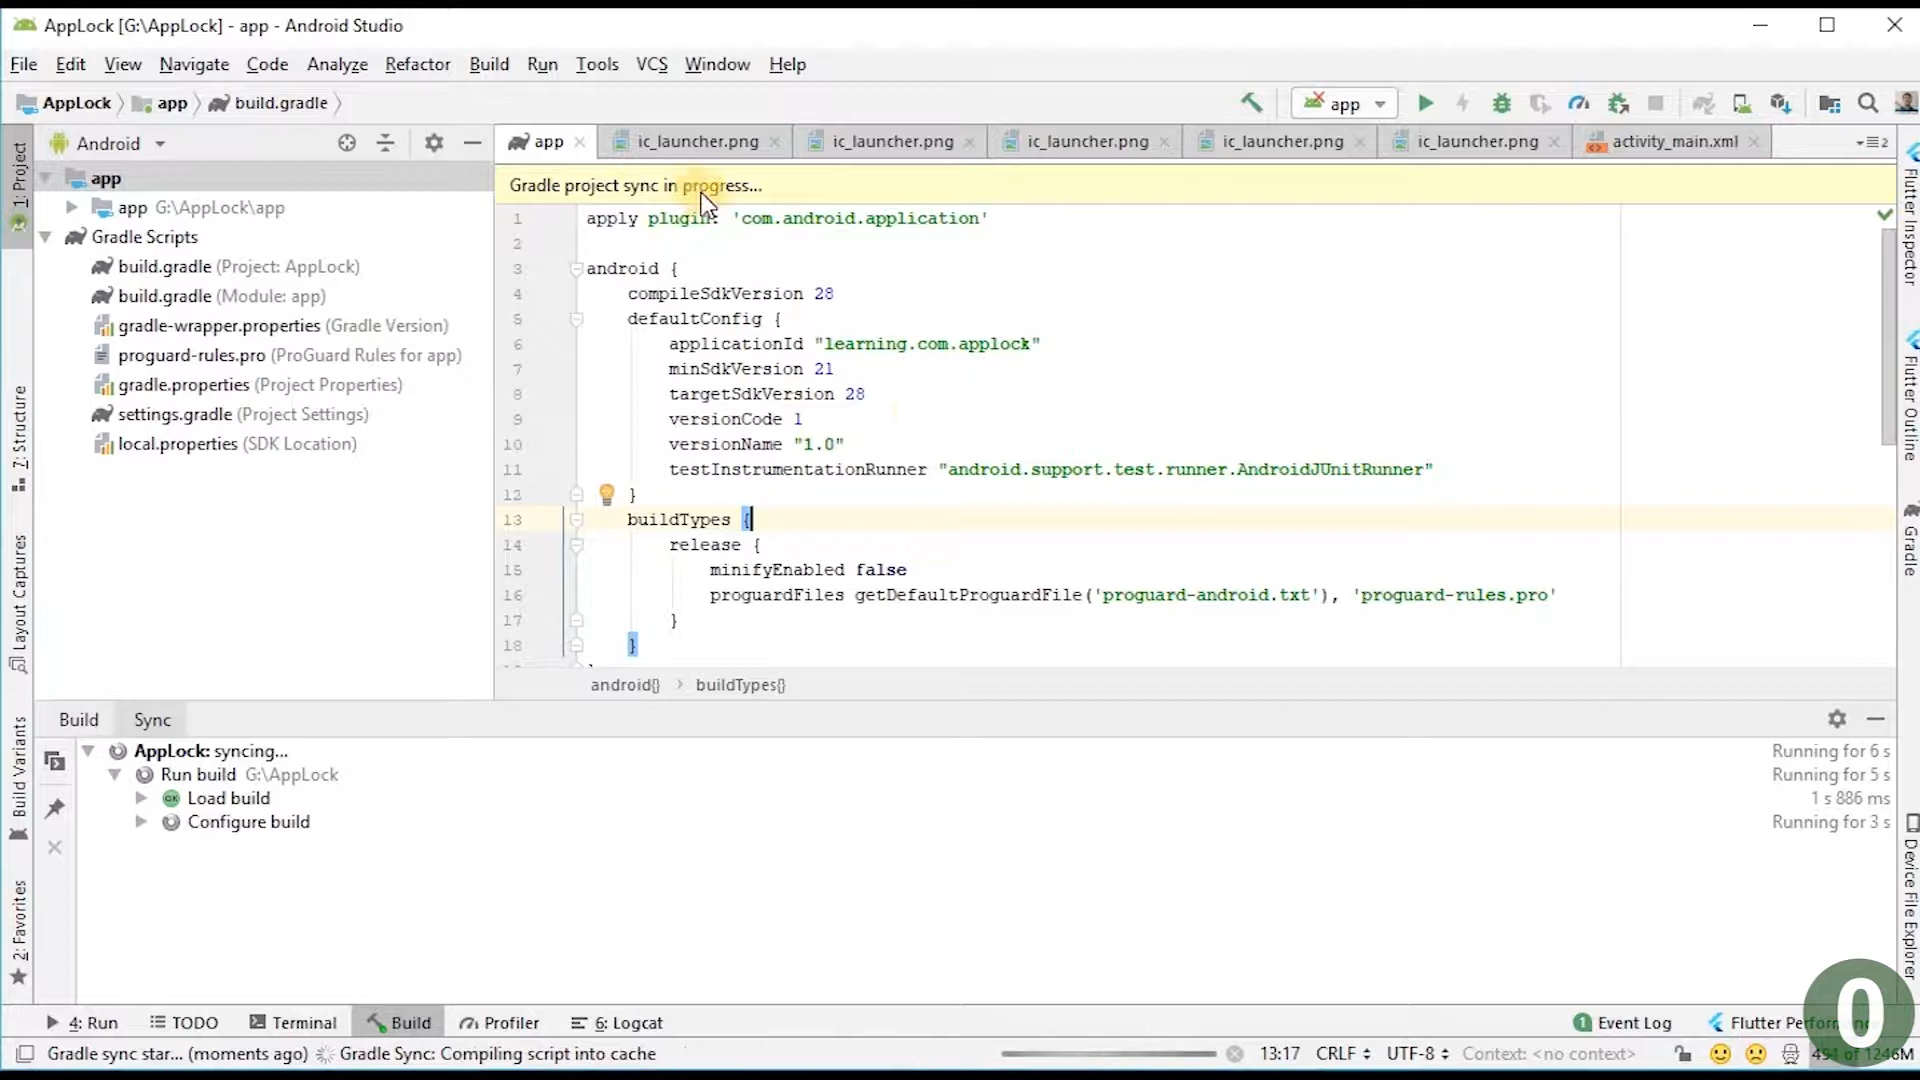 AppLock [G:\AppLock] - app - Android Studio
File Edit View Navigate Code Analyze Refactor Build Run Tools VCS Window Help
AppLock app build.gradle
app
Android
app ic_launcher.png ic_launcher.png ic_launcher.png ic_launcher.png ic_launcher.png activity_main.xml
2
1: Project
7: Structure
Layout Captures
Build Variants
2: Favorites
app
app G:\AppLock\app
Gradle Scripts
build.gradle (Project: AppLock)
build.gradle (Module: app)
gradle-wrapper.properties (Gradle Version)
proguard-rules.pro (ProGuard Rules for app)
gradle.properties (Project Properties)
settings.gradle (Project Settings)
local.properties (SDK Location)
Gradle project sync in progress...
1 apply plugin: 'com.android.application'
2
3 android {
4 compileSdkVersion 28
5 defaultConfig {
6 applicationId "learning.com.applock"
7 minSdkVersion 21
8 targetSdkVersion 28
9 versionCode 1
10 versionName "1.0"
11 testInstrumentationRunner "android.support.test.runner.AndroidJUnitRunner"
12 }
13 buildTypes {
14 release {
15 minifyEnabled false
16 proguardFiles getDefaultProguardFile('proguard-android.txt'), 'proguard-rules.pro'
17 }
18 }
android{} buildTypes{}
Flutter Inspector
Flutter Outline
Gradle
Device File Explorer
Build Sync
AppLock: syncing... Running for 6 s
Run build G:\AppLock Running for 5 s
Load build 1 s 886 ms
Configure build Running for 3 s
4: Run TODO Terminal Build Profiler 6: Logcat 1 Event Log Flutter
Gradle sync star... (moments ago) Gradle Sync: Compiling script into cache 13:17 CRLF UTF-8 Context: <no context> 494 of 1246M
0